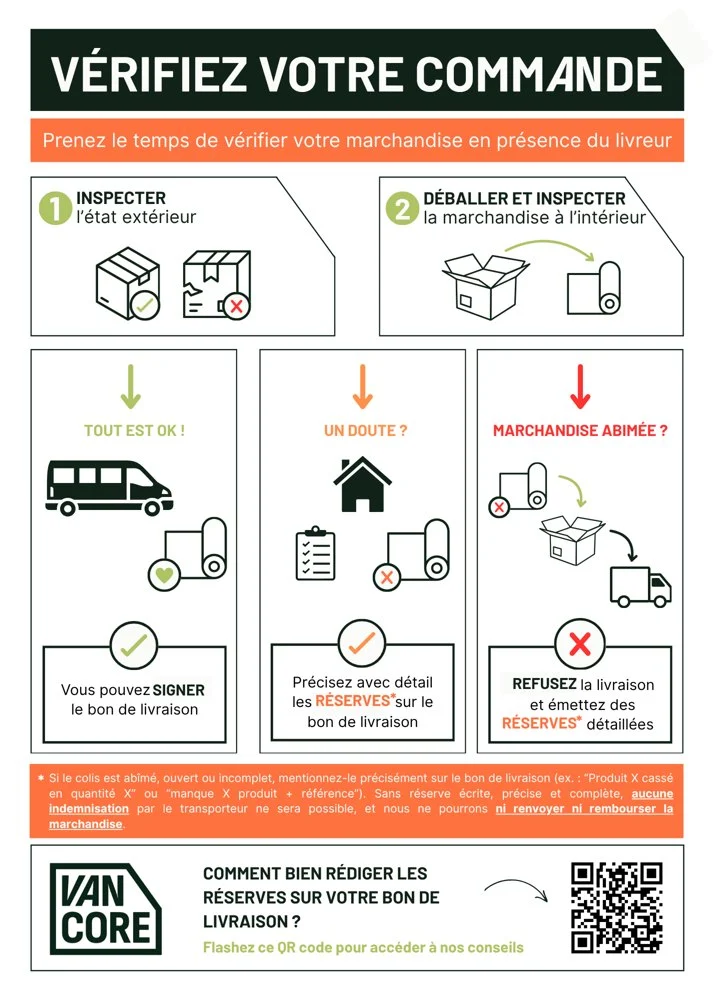 VÉRIFIEZ VOTRE COMMANDE
Prenez le temps de vérifier votre marchandise en présence du livreur
1 INSPECTER
l'état extérieur
2 DÉBALLER ET INSPECTER
la marchandise à l'intérieur
TOUT EST OK !
Vous pouvez SIGNER
le bon de livraison
UN DOUTE ?
Précisez avec détail
les RÉSERVES* sur le
bon de livraison
MARCHANDISE ABIMÉE ?
REFUSEZ la livraison
et émettez des
RÉSERVES* détaillées
* Si le colis est abîmé, ouvert ou incomplet, mentionnez-le précisément sur le bon de livraison (ex. : "Produit X cassé
en quantité X" ou "manque X produit + référence"). Sans réserve écrite, précise et complète, aucune
indemnisation par le transporteur ne sera possible, et nous ne pourrons ni renvoyer ni rembourser la
marchandise.
VAN
CORE
COMMENT BIEN RÉDIGER LES
RÉSERVES SUR VOTRE BON DE
LIVRAISON ?
Flashez ce QR code pour accéder à nos conseils